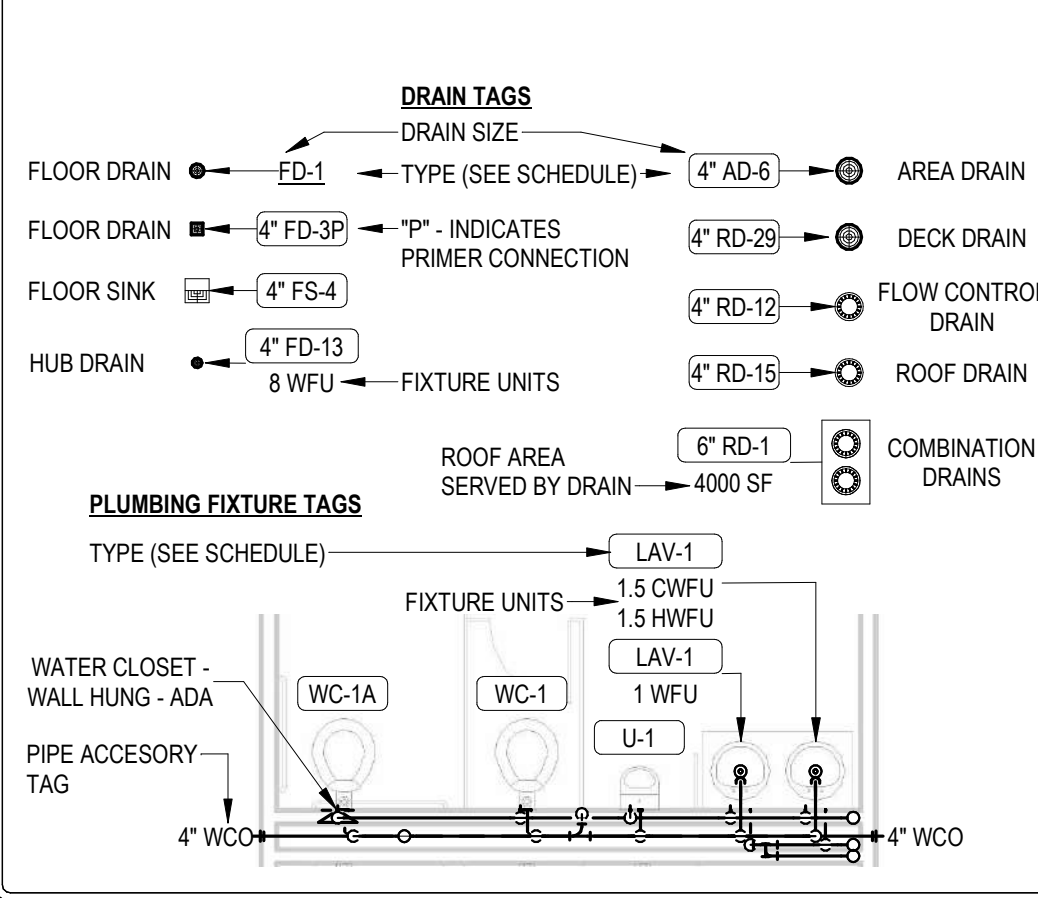 DRAIN TAGS
DRAIN SIZE
FLOOR DRAIN
FD-1
TYPE (SEE SCHEDULE)
4" AD-6
AREA DRAIN
FLOOR DRAIN
4" FD-3P
"P" - INDICATES
PRIMER CONNECTION
4" RD-29
DECK DRAIN
FLOOR SINK
4" FS-4
4" RD-12
FLOW CONTROL
DRAIN
HUB DRAIN
4" FD-13
8 WFU
FIXTURE UNITS
4" RD-15
ROOF DRAIN
ROOF AREA
SERVED BY DRAIN
6" RD-1
4000 SF
COMBINATION
DRAINS
PLUMBING FIXTURE TAGS
TYPE (SEE SCHEDULE)
LAV-1
FIXTURE UNITS
1.5 CWFU
1.5 HWFU
LAV-1
1 WFU
WATER CLOSET -
WALL HUNG - ADA
WC-1A
WC-1
U-1
PIPE ACCESORY
TAG
4" WCO
4" WCO